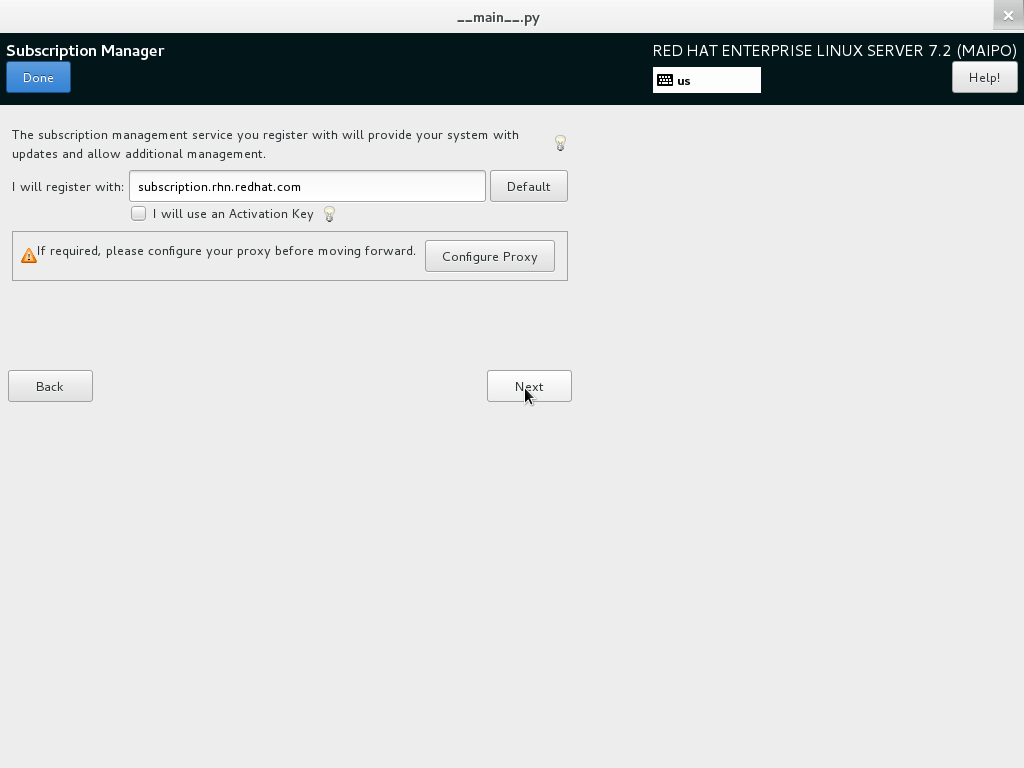 __main__.py
Subscription Manager
RED HAT ENTERPRISE LINUX SERVER 7.2 (MAIPO)
Done
us
Help!
The subscription management service you register with will provide your system with
updates and allow additional management.
I will register with: subscription.rhn.redhat.com Default
I will use an Activation Key
If required, please configure your proxy before moving forward. Configure Proxy
Back
Next